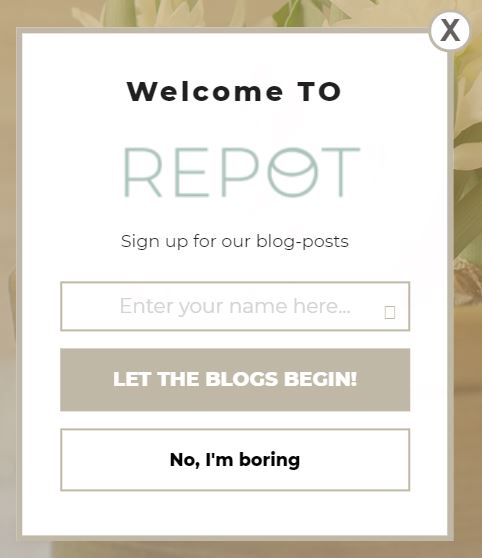 X
Welcome TO
REPOT
Sign up for our blog-posts
Enter your name here...
LET THE BLOGS BEGIN!
No, I'm boring